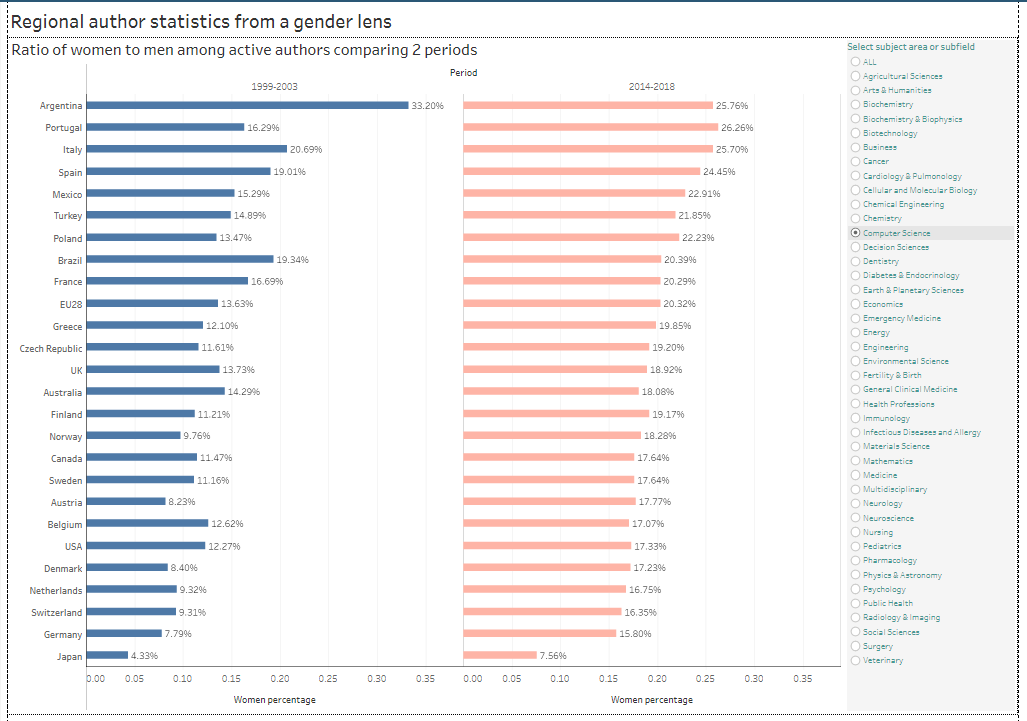 Regional author statistics from a gender lens
Ratio of women to men among active authors comparing 2 periods
Period
1999-2003 2014-2018
Argentina 33.20% 25.76%
Portugal 16.29% 26.26%
Italy 20.69% 25.70%
Spain 19.01% 24.45%
Mexico 15.29% 22.91%
Turkey 14.89% 21.85%
Poland 13.47% 22.23%
Brazil 19.34% 20.39%
France 16.69% 20.29%
EU28 13.63% 20.32%
Greece 12.10% 19.85%
Czech Republic 11.61% 19.20%
UK 13.73% 18.92%
Australia 14.29% 18.08%
Finland 11.21% 19.17%
Norway 9.76% 18.28%
Canada 11.47% 17.64%
Sweden 11.16% 17.64%
Austria 8.23% 17.77%
Belgium 12.62% 17.07%
USA 12.27% 17.33%
Denmark 8.40% 17.23%
Netherlands 9.32% 16.75%
Switzerland 9.31% 16.35%
Germany 7.79% 15.80%
Japan 4.33% 7.56%
0.00 0.05 0.10 0.15 0.20 0.25 0.30 0.35 0.00 0.05 0.10 0.15 0.20 0.25 0.30 0.35
Women percentage Women percentage
Select subject area or subfield
ALL
Agricultural Sciences
Arts & Humanities
Biochemistry
Biochemistry & Biophysics
Biotechnology
Business
Cancer
Cardiology & Pulmonology
Cellular and Molecular Biology
Chemical Engineering
Chemistry
Computer Science
Decision Sciences
Dentistry
Diabetes & Endocrinology
Earth & Planetary Sciences
Economics
Emergency Medicine
Energy
Engineering
Environmental Science
Fertility & Birth
General Clinical Medicine
Health Professions
Immunology
Infectious Diseases and Allergy
Materials Science
Mathematics
Medicine
Multidisciplinary
Neurology
Neuroscience
Nursing
Pediatrics
Pharmacology
Physics & Astronomy
Psychology
Public Health
Radiology & Imaging
Social Sciences
Surgery
Veterinary